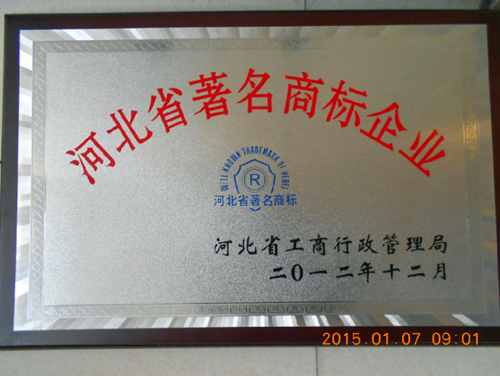 河北省著名商标企业
WELL-KNOWN TRADEMARK OF HEBEI
R
河北省著名商标
河北省工商行政管理局
二〇一二年十二月
2015.01.07 09:01